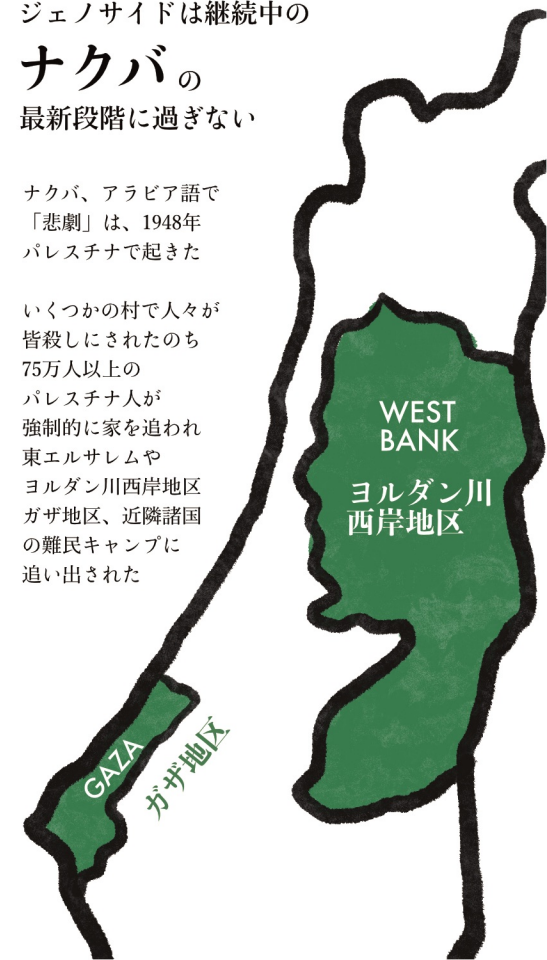 ジェノサイドは継続中の
ナクバの
最新段階に過ぎない
ナクバ、アラビア語で
「悲劇」は、1948年
パレスチナで起きた
いくつかの村で人々が
皆殺しにされたのち
75万人以上の
パレスチナ人が
強制的に家を追われ
東エルサレムや
ヨルダン川西岸地区
ガザ地区、近隣諸国
の難民キャンプに
追い出された
WEST
BANK
ヨルダン川
西岸地区
GAZA
ガザ地区